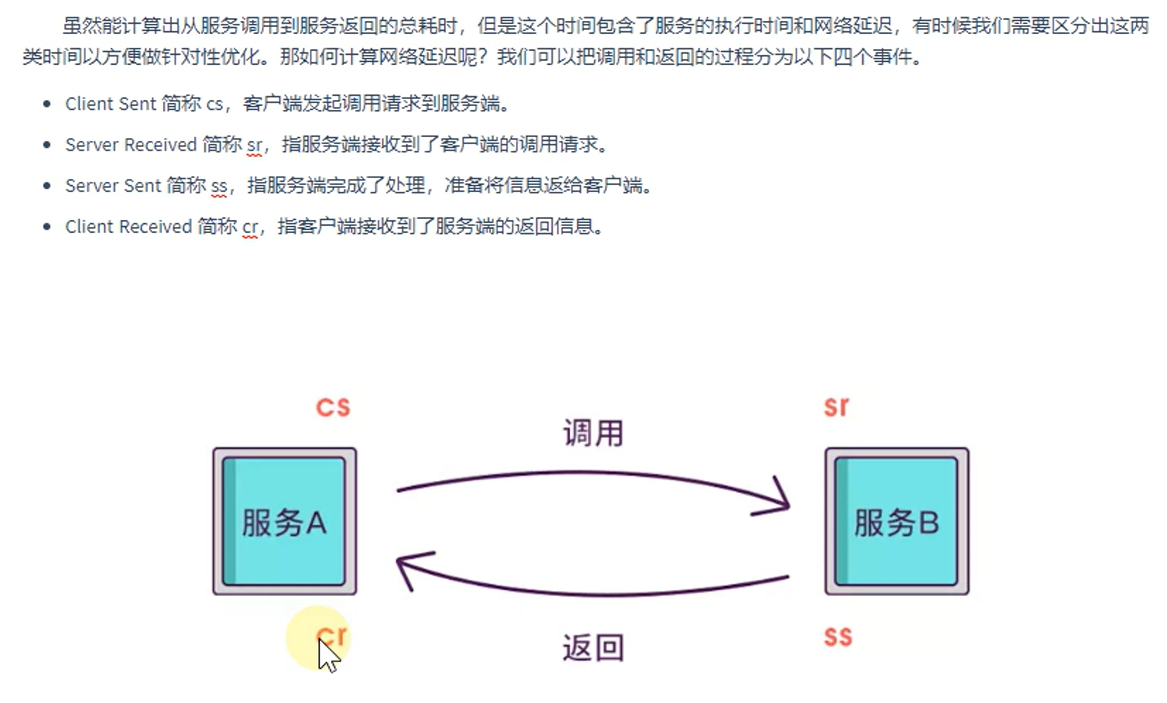 虽然能计算出从服务调用到服务返回的总耗时，但是这个时间包含了服务的执行时间和网络延迟，有时候我们需要区分出这两
类时间以方便做针对性优化。那如何计算网络延迟呢？我们可以把调用和返回的过程分为以下四个事件。
• Client Sent 简称 cs，客户端发起调用请求到服务端。
• Server Received 简称 sr，指服务端接收到了客户端的调用请求。
• Server Sent 简称 ss，指服务端完成了处理，准备将信息返给客户端。
• Client Received 简称 cr，指客户端接收到了服务端的返回信息。
cs
sr
调用
服务A
服务B
cr
ss
返回